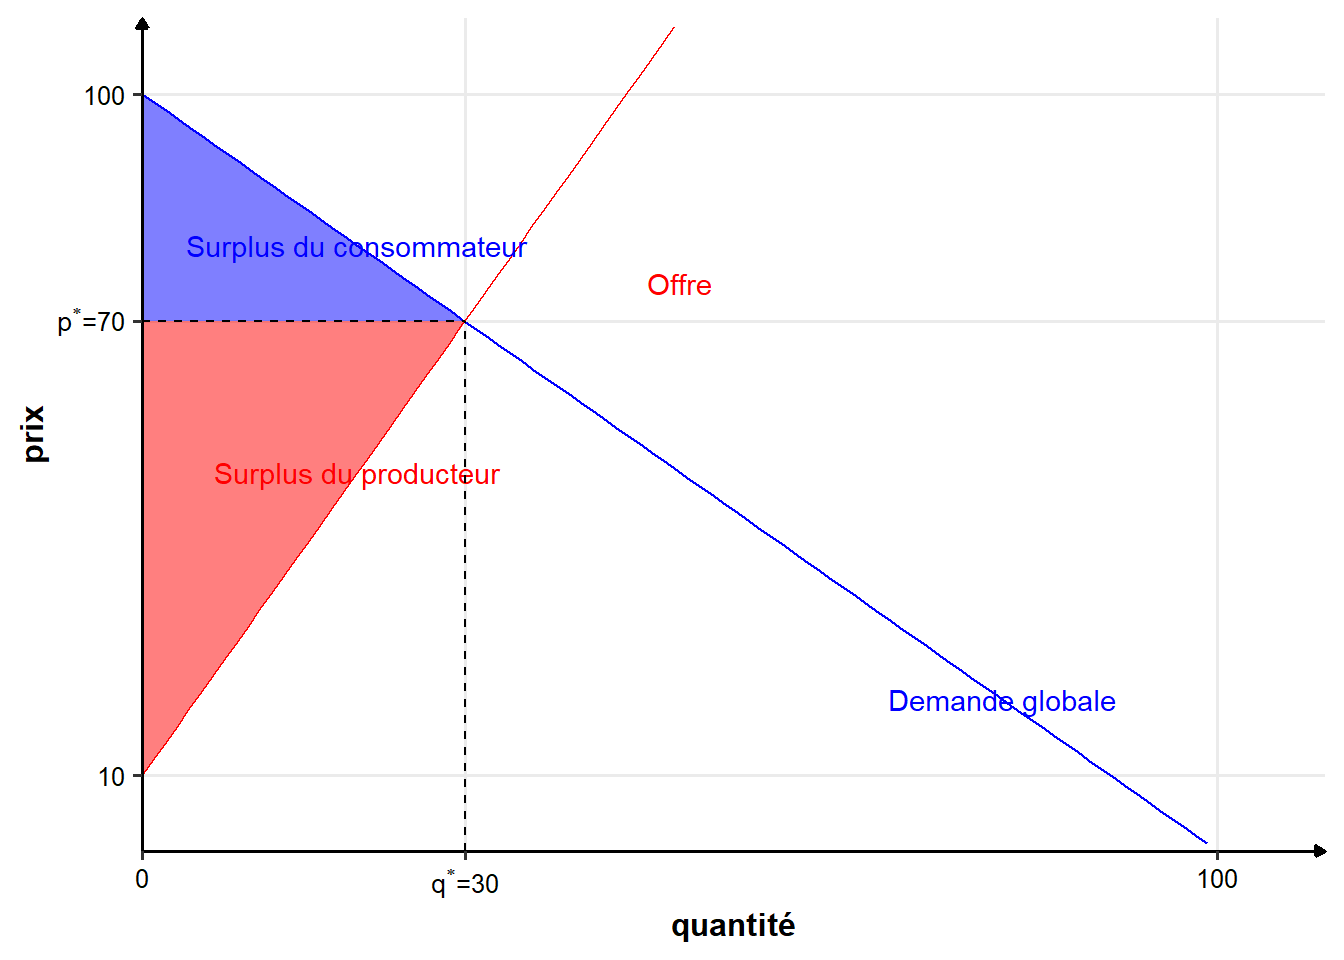 100
Surplus du consommateur
Offre
p*=70
prix
Surplus du producteur
Demande globale
10
0
q*=30
100
quantité